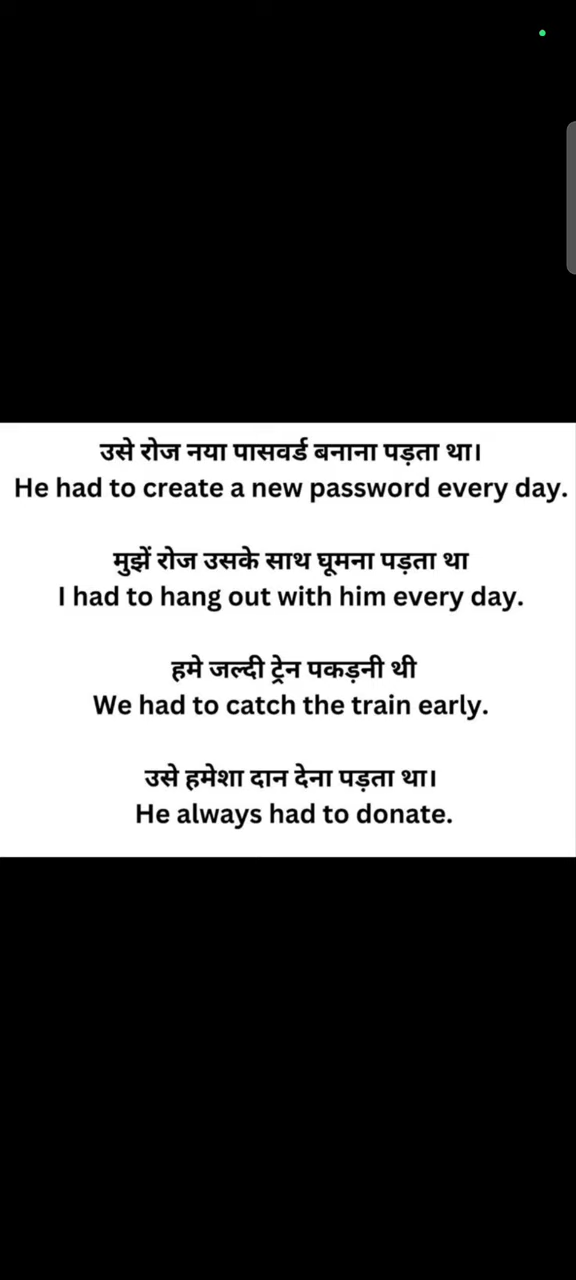 उसे रोज नया पासवर्ड बनाना पड़ता था।
He had to create a new password every day.
मुझें रोज उसके साथ घूमना पड़ता था
I had to hang out with him every day.
हमे जल्दी ट्रेन पकड़नी थी
We had to catch the train early.
उसे हमेशा दान देना पड़ता था।
He always had to donate.